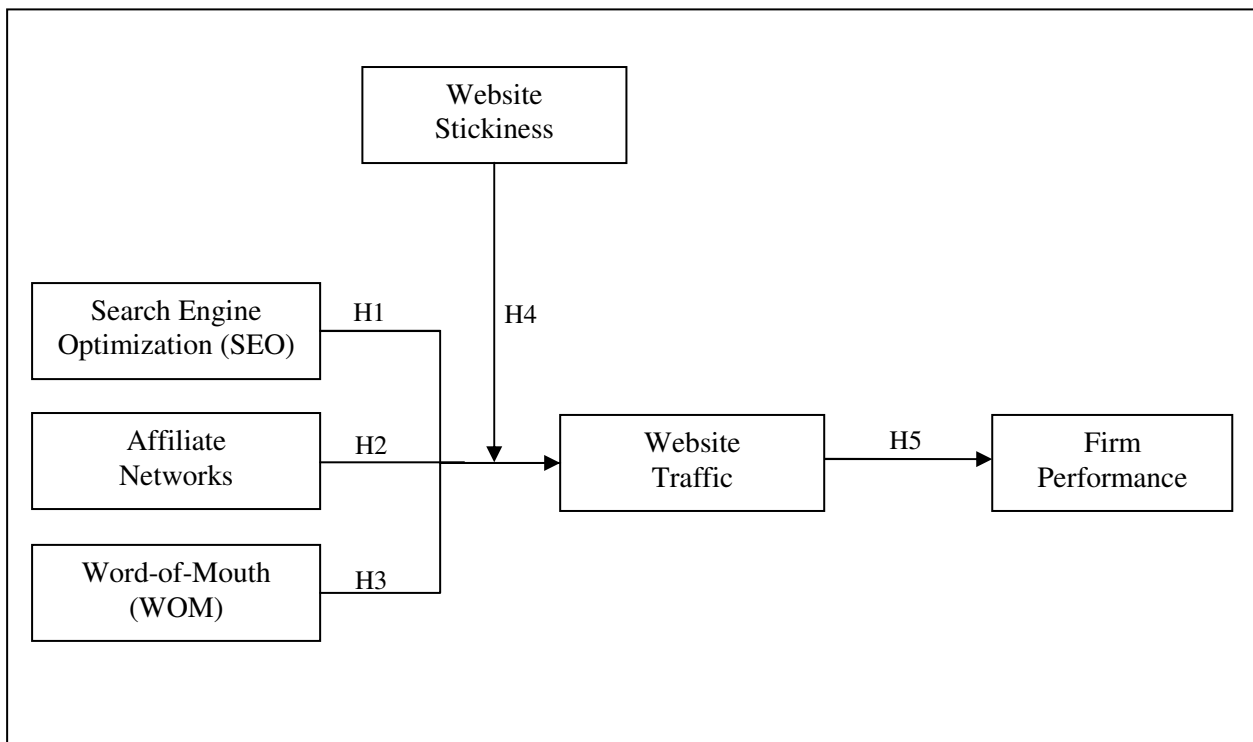 Website
Stickiness
Search Engine
Optimization (SEO)
H1
H4
Affiliate
Networks
H2
Website
Traffic
H5
Firm
Performance
Word-of-Mouth
(WOM)
H3